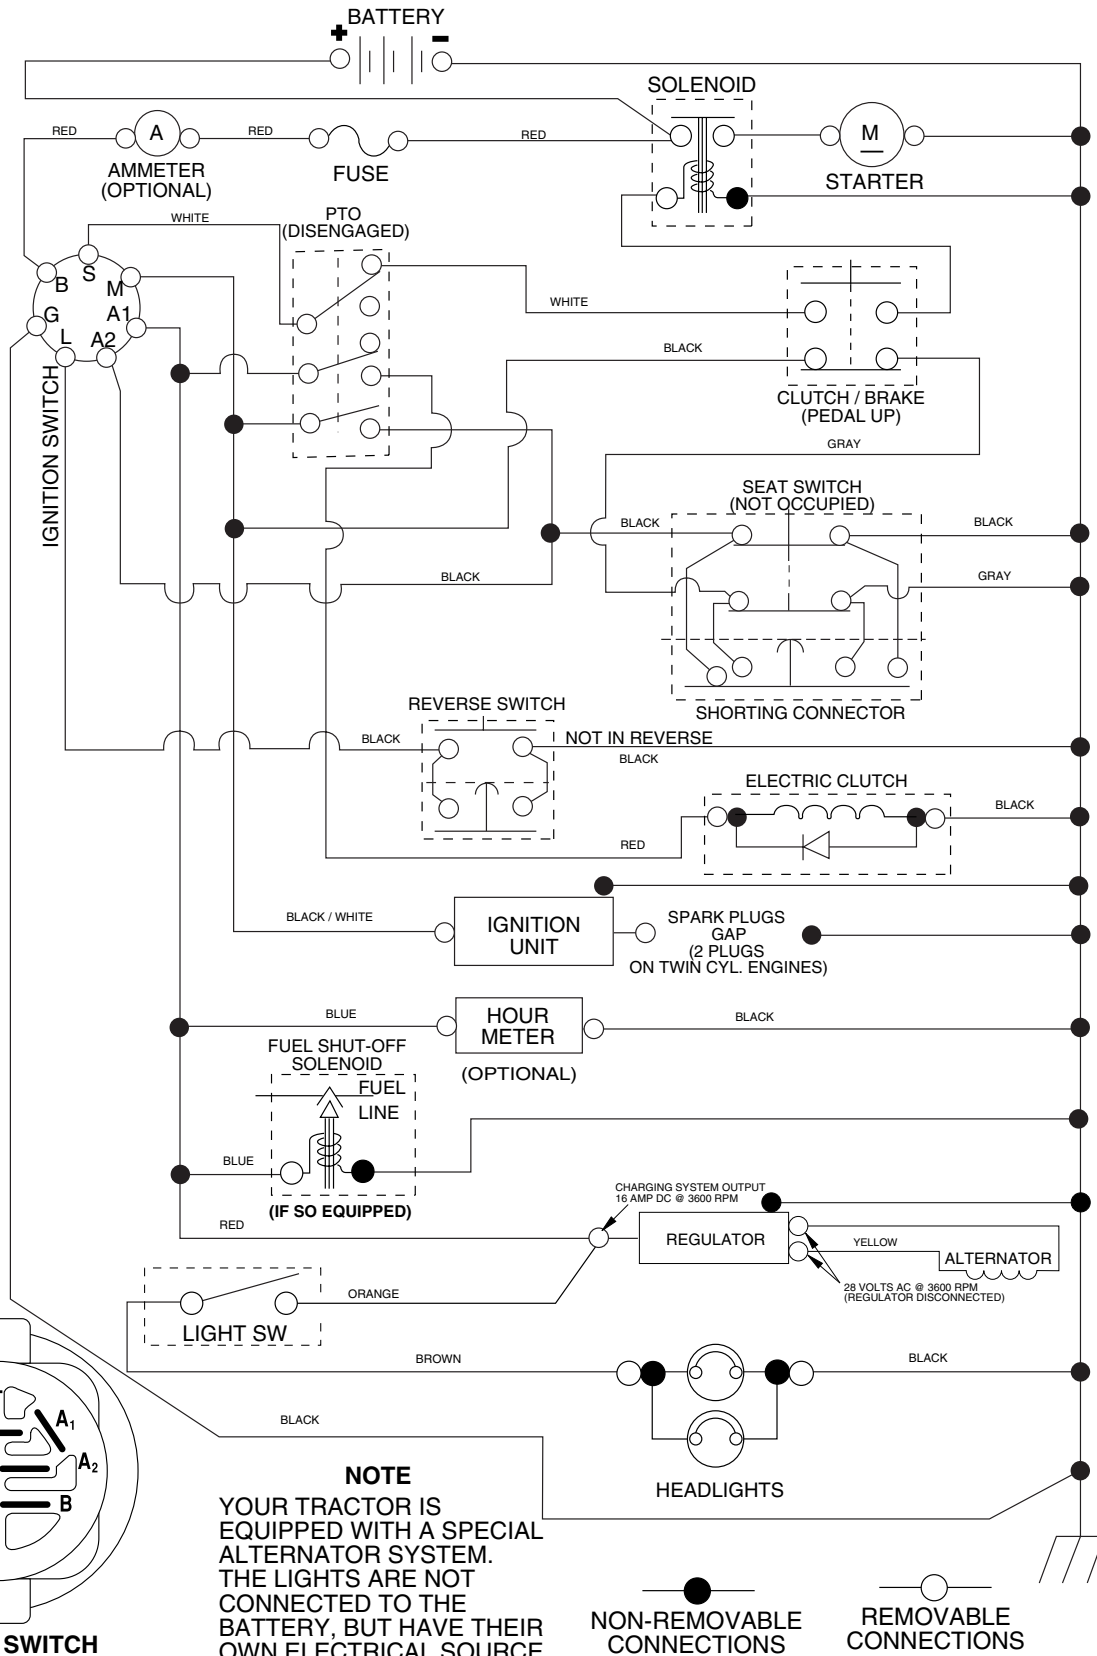 BATTERY
+ -
SOLENOID
RED
A
RED
RED
M
AMMETER
(OPTIONAL)
FUSE
STARTER
WHITE
PTO
(DISENGAGED)
B
S
M
G
A1
L
A2
IGNITION SWITCH
WHITE
BLACK
CLUTCH / BRAKE
(PEDAL UP)
GRAY
SEAT SWITCH
(NOT OCCUPIED)
BLACK
BLACK
BLACK
GRAY
SHORTING CONNECTOR
REVERSE SWITCH
BLACK
NOT IN REVERSE
BLACK
ELECTRIC CLUTCH
BLACK
RED
BLACK / WHITE
IGNITION
UNIT
SPARK PLUGS
GAP
(2 PLUGS
ON TWIN CYL. ENGINES)
BLUE
HOUR
METER
BLACK
(OPTIONAL)
FUEL SHUT-OFF
SOLENOID
FUEL
LINE
BLUE
(IF SO EQUIPPED)
CHARGING SYSTEM OUTPUT
16 AMP DC @ 3600 RPM
RED
REGULATOR
YELLOW
ALTERNATOR
28 VOLTS AC @ 3600 RPM
(REGULATOR DISCONNECTED)
ORANGE
LIGHT SW
BROWN
BLACK
BLACK
HEADLIGHTS
A1
A2
B
SWITCH
NOTE
YOUR TRACTOR IS
EQUIPPED WITH A SPECIAL
ALTERNATOR SYSTEM.
THE LIGHTS ARE NOT
CONNECTED TO THE
BATTERY, BUT HAVE THEIR
OWN ELECTRICAL SOURCE
NON-REMOVABLE
CONNECTIONS
REMOVABLE
CONNECTIONS